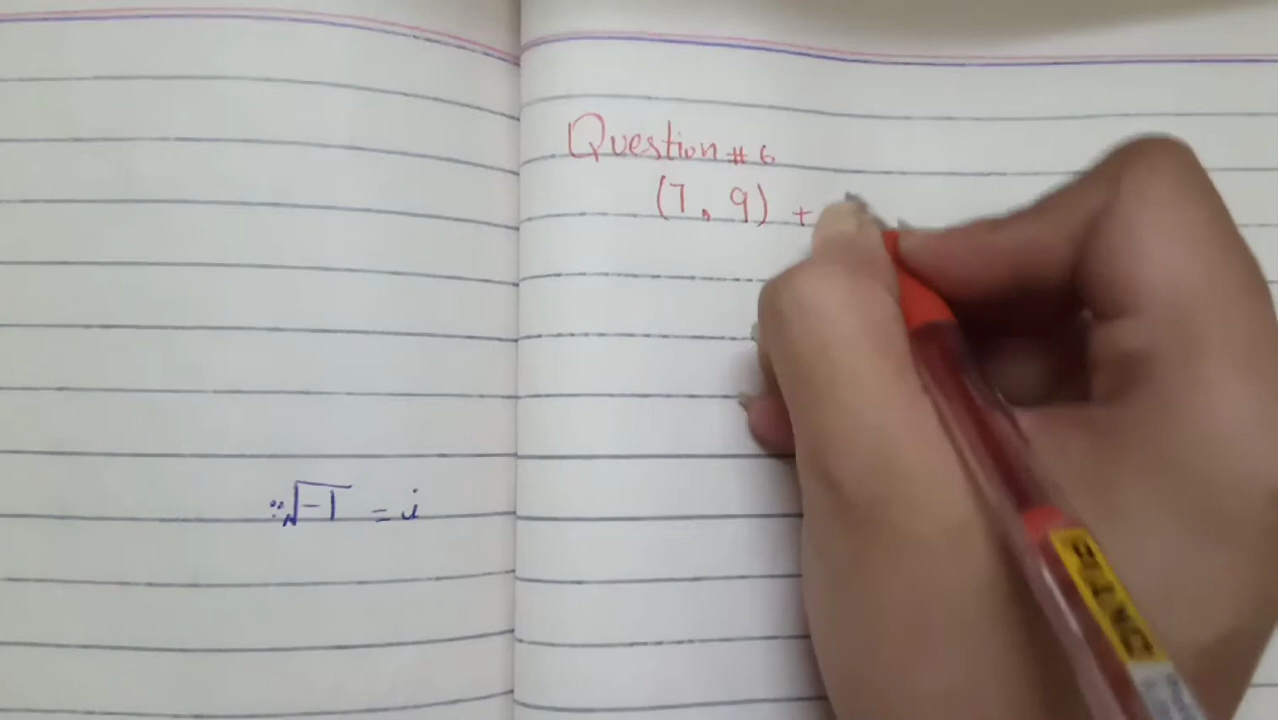 ∵√-1 = i
Question # 6
(7, 9) +